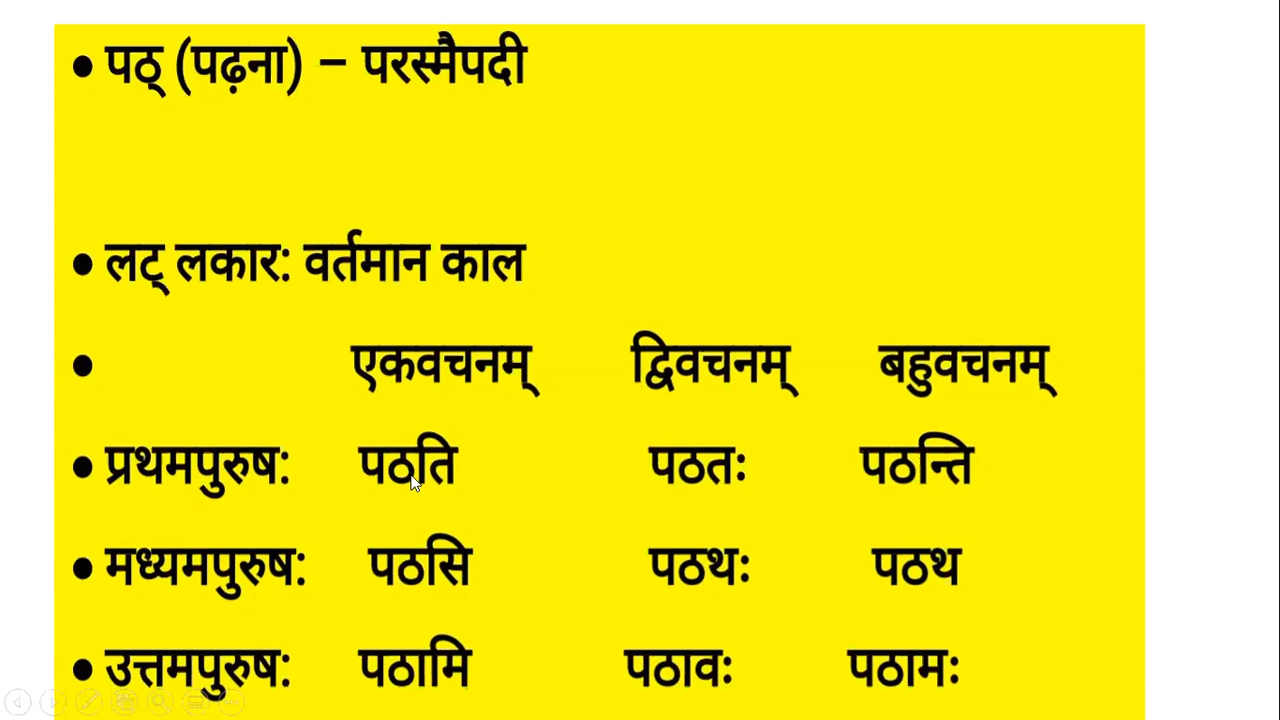 • पठ् (पढ़ना) – परस्मैपदी
• लट् लकार: वर्तमान काल
• एकवचनम् द्विवचनम् बहुवचनम्
• प्रथमपुरुष: पठति पठतः पठन्ति
• मध्यमपुरुष: पठसि पठथः पठथ
• उत्तमपुरुष: पठामि पठावः पठामः